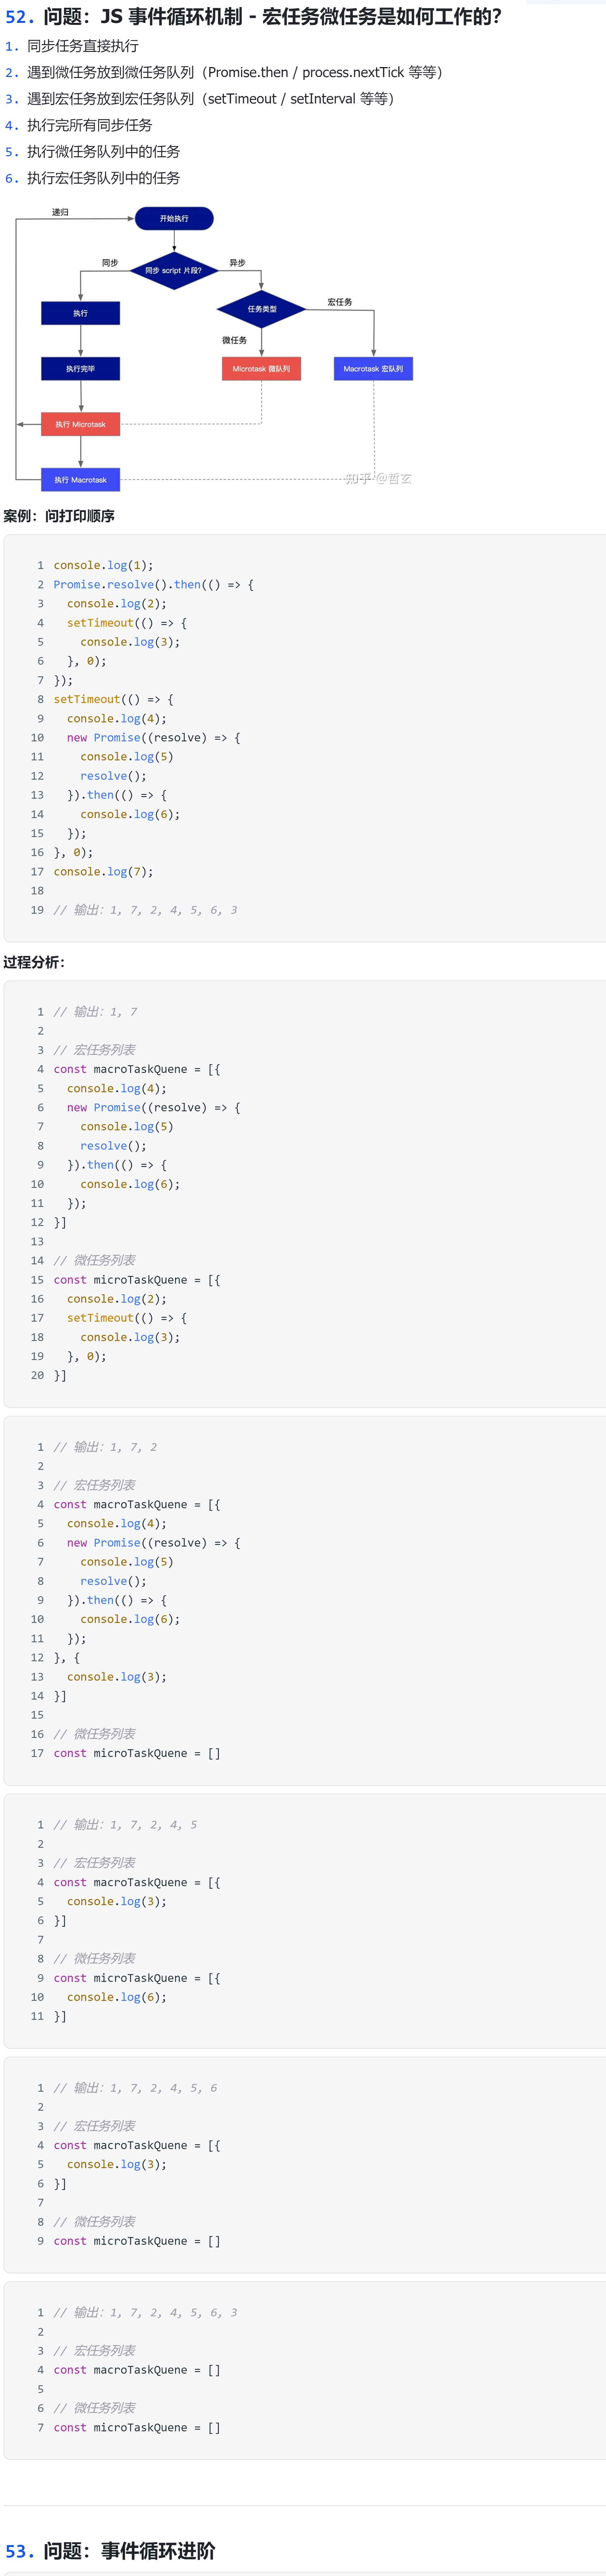 52. 问题：JS 事件循环机制 - 宏任务微任务是如何工作的？
1. 同步任务直接执行
2. 遇到微任务放到微任务队列（Promise.then / process.nextTick 等等）
3. 遇到宏任务放到宏任务队列（setTimeout / setInterval 等等）
4. 执行完所有同步任务
5. 执行微任务队列中的任务
6. 执行宏任务队列中的任务
递归
开始执行
同步
同步 script 片段?
异步
执行
任务类型
宏任务
微任务
执行完毕
Microtask 微队列
Macrotask 宏队列
执行 Microtask
执行 Macrotask
知乎 @哲玄
案例：问打印顺序
1 console.log(1);
2 Promise.resolve().then(() => {
3   console.log(2);
4   setTimeout(() => {
5     console.log(3);
6   }, 0);
7 });
8 setTimeout(() => {
9   console.log(4);
10   new Promise((resolve) => {
11     console.log(5)
12     resolve();
13   }).then(() => {
14     console.log(6);
15   });
16 }, 0);
17 console.log(7);
18
19 // 输出：1, 7, 2, 4, 5, 6, 3
过程分析：
1 // 输出：1, 7
2
3 // 宏任务列表
4 const macroTaskQuene = [{
5   console.log(4);
6   new Promise((resolve) => {
7     console.log(5)
8     resolve();
9   }).then(() => {
10     console.log(6);
11   });
12 }]
13
14 // 微任务列表
15 const microTaskQuene = [{
16   console.log(2);
17   setTimeout(() => {
18     console.log(3);
19   }, 0);
20 }]
1 // 输出：1, 7, 2
2
3 // 宏任务列表
4 const macroTaskQuene = [{
5   console.log(4);
6   new Promise((resolve) => {
7     console.log(5)
8     resolve();
9   }).then(() => {
10     console.log(6);
11   });
12 }, {
13   console.log(3);
14 }]
15
16 // 微任务列表
17 const microTaskQuene = []
1 // 输出：1, 7, 2, 4, 5
2
3 // 宏任务列表
4 const macroTaskQuene = [{
5   console.log(3);
6 }]
7
8 // 微任务列表
9 const microTaskQuene = [{
10   console.log(6);
11 }]
1 // 输出：1, 7, 2, 4, 5, 6
2
3 // 宏任务列表
4 const macroTaskQuene = [{
5   console.log(3);
6 }]
7
8 // 微任务列表
9 const microTaskQuene = []
1 // 输出：1, 7, 2, 4, 5, 6, 3
2
3 // 宏任务列表
4 const macroTaskQuene = []
5
6 // 微任务列表
7 const microTaskQuene = []
53. 问题：事件循环进阶